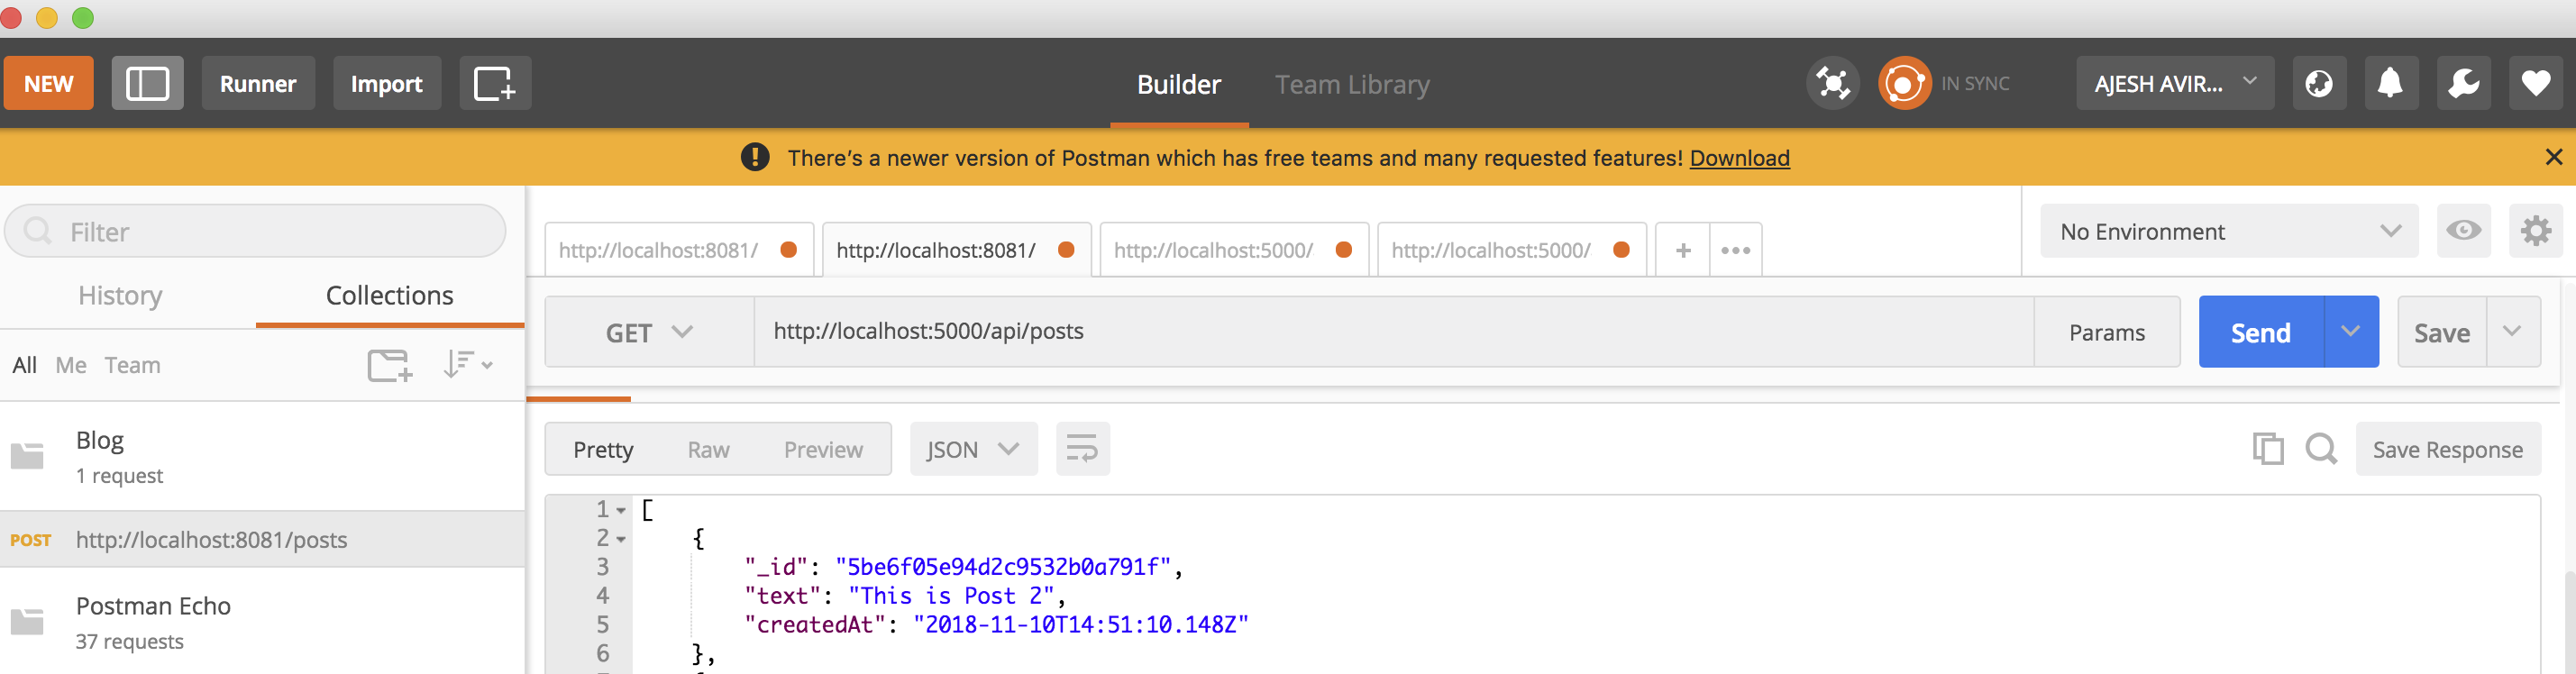 NEW Runner Import Builder Team Library IN SYNC AJESH AVIR...
There's a newer version of Postman which has free teams and many requested features! Download
Filter
History Collections
All Me Team
Blog
1 request
POST http://localhost:8081/posts
Postman Echo
37 requests
http://localhost:8081/ http://localhost:8081/ http://localhost:5000/ http://localhost:5000/ + ••• No Environment
GET http://localhost:5000/api/posts Params Send Save
Pretty Raw Preview JSON Save Response
1 [
2 {
3 "_id": "5be6f05e94d2c9532b0a791f",
4 "text": "This is Post 2",
5 "createdAt": "2018-11-10T14:51:10.148Z"
6 },